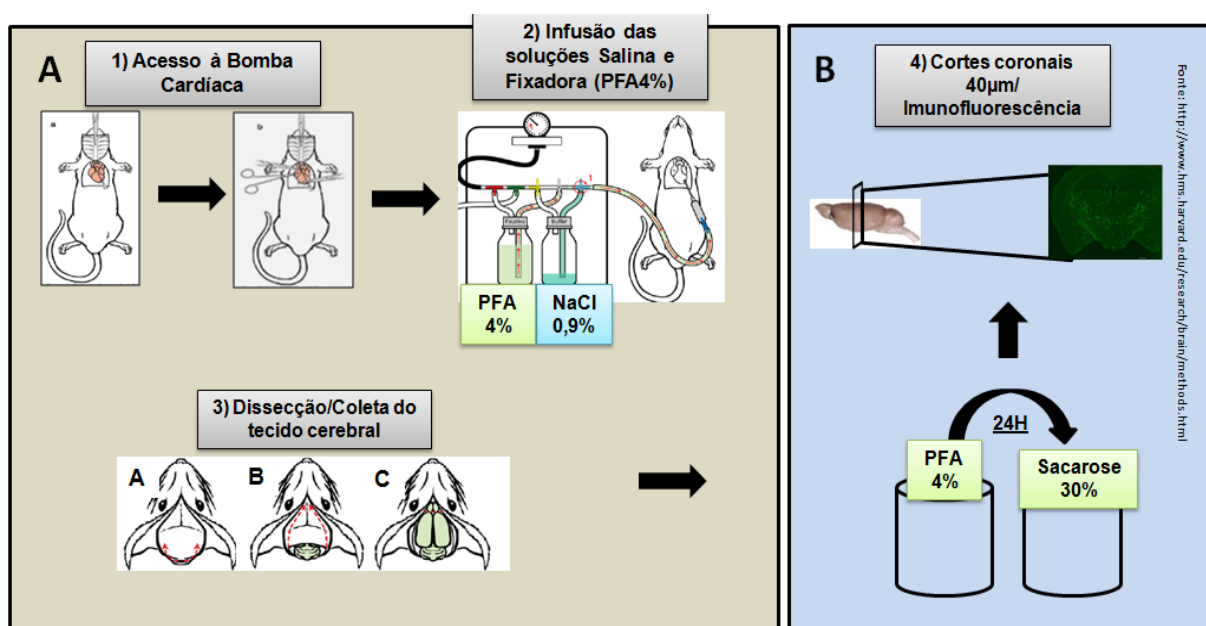 A
1) Acesso à Bomba
Cardíaca
a
b
2) Infusão das
soluções Salina e
Fixadora (PFA4%)
1
Fixative
Buffer
PFA
4%
NaCl
0,9%
3) Dissecção/Coleta do
tecido cerebral
A
B
C
B
4) Cortes coronais
40µm/
Imunofluorescência
24H
PFA
4%
Sacarose
30%
Fonte: http://www.hms.harvard.edu/research/brain/methods.html